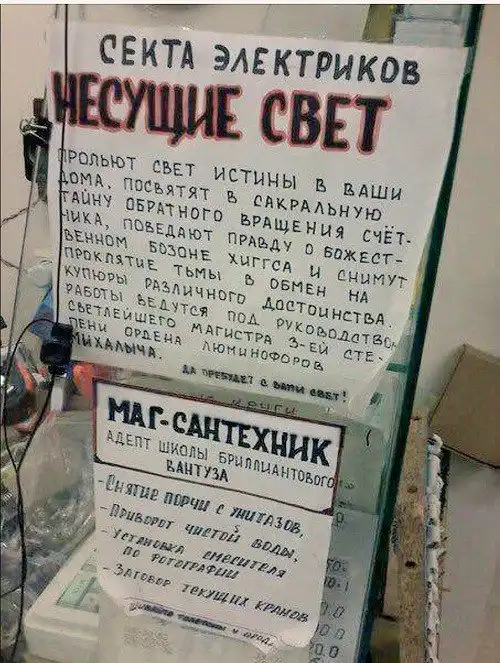 СЕКТА ЭЛЕКТРИКОВ
НЕСУЩИЕ СВЕТ
ПРОЛЬЮТ СВЕТ ИСТИНЫ В ВАШИ
ДОМА, ПОСВЯТЯТ В САКРАЛЬНУЮ
ТАЙНУ ОБРАТНОГО ВРАЩЕНИЯ СЧЁТ-
ЧИКА, ПОВЕДАЮТ ПРАВДУ О БОЖЕСТ-
ВЕННОМ БОЗОНЕ ХИГГСА И СНИМУТ
ПРОКЛЯТИЕ ТЬМЫ В ОБМЕН НА
КУПЮРЫ РАЗЛИЧНОГО ДОСТОИНСТВА.
РАБОТЫ ВЕДУТСЯ ПОД РУКОВОДСТВОМ
СВЕТЛЕЙШЕГО МАГИСТРА 3-ЕЙ СТЕ-
ПЕНИ ОРДЕНА ЛЮМИНОФОРОВ
МИХАЛЫЧА.
ДА ПРЕБУДЕТ С ВАМИ СВЕТ!
КРУГИ
МАГ-САНТЕХНИК
АДЕПТ ШКОЛЫ БРИЛЛИАНТОВОГО
ВАНТУЗА
- СНЯТИЕ ПОРЧИ С УНИТАЗОВ,
- ПРИВОРОТ ЧИСТОЙ ВОДЫ,
- УСТАНОВКА СМЕСИТЕЛЯ
ПО ФОТОГРАФИИ
- ЗАГОВОР ТЕКУЩИХ КРАНОВ